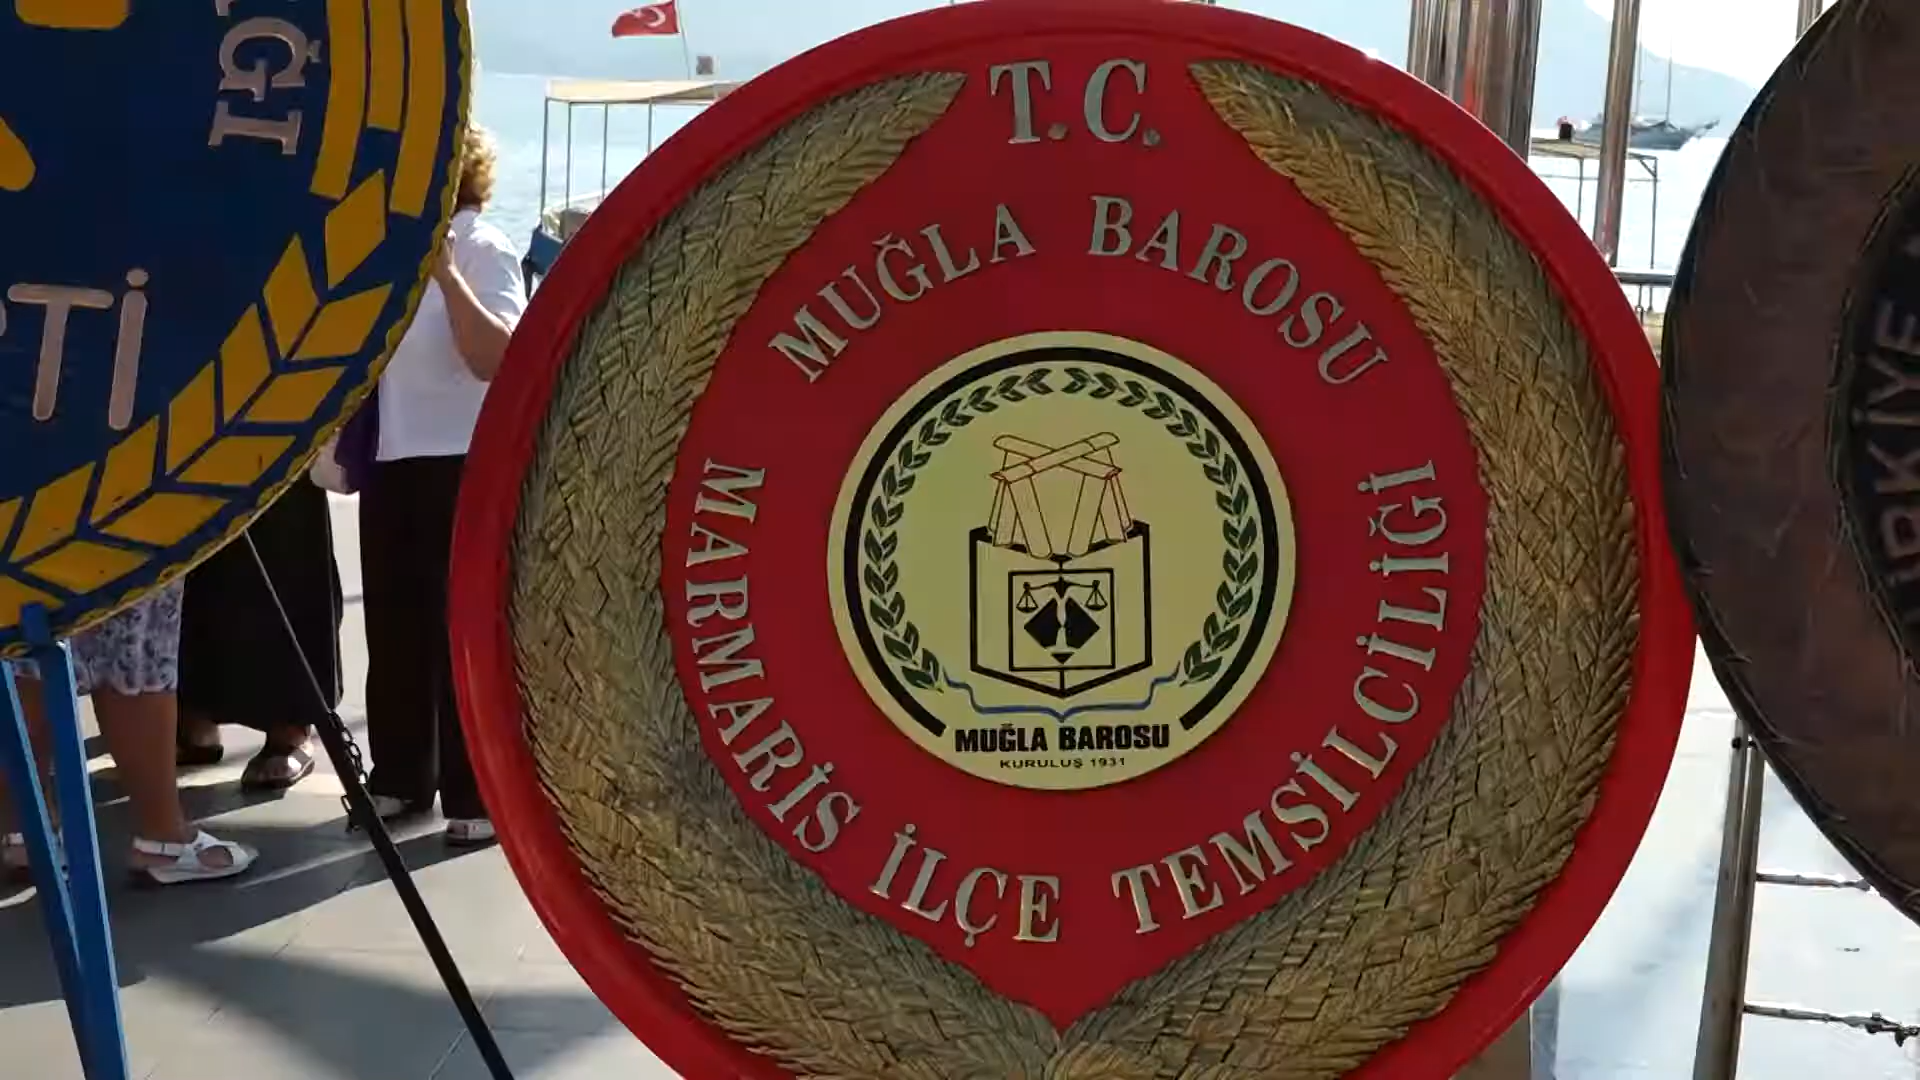 T.C.
MUĞLA BAROSU
MARMARİS İLÇE TEMSİLCİLİĞİ
MUĞLA BAROSU
KURULUŞ 1931